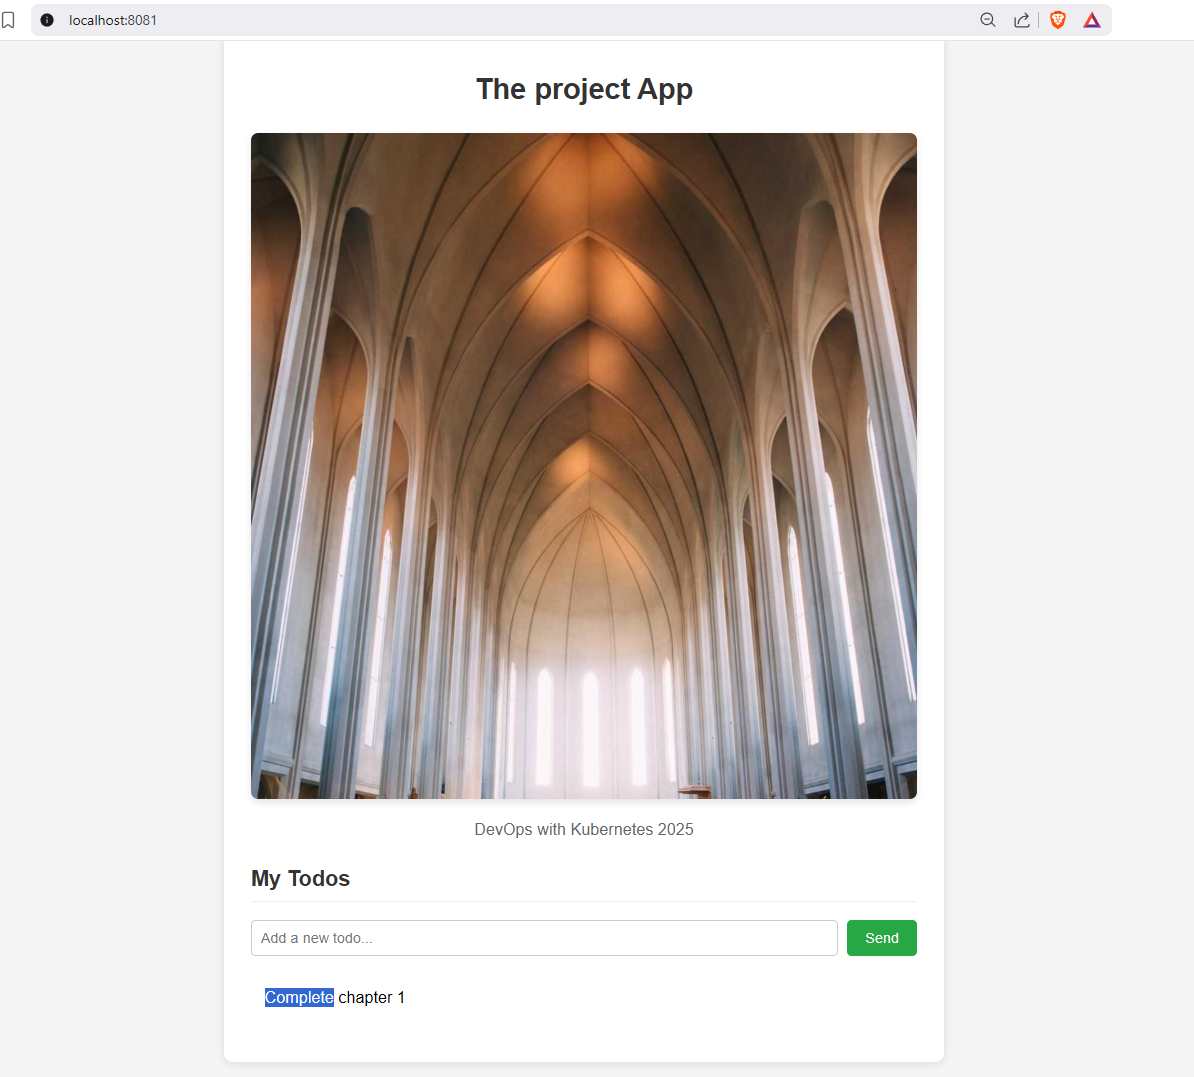 localhost:8081
The project App
DevOps with Kubernetes 2025
My Todos
Add a new todo...
Send
Complete chapter 1